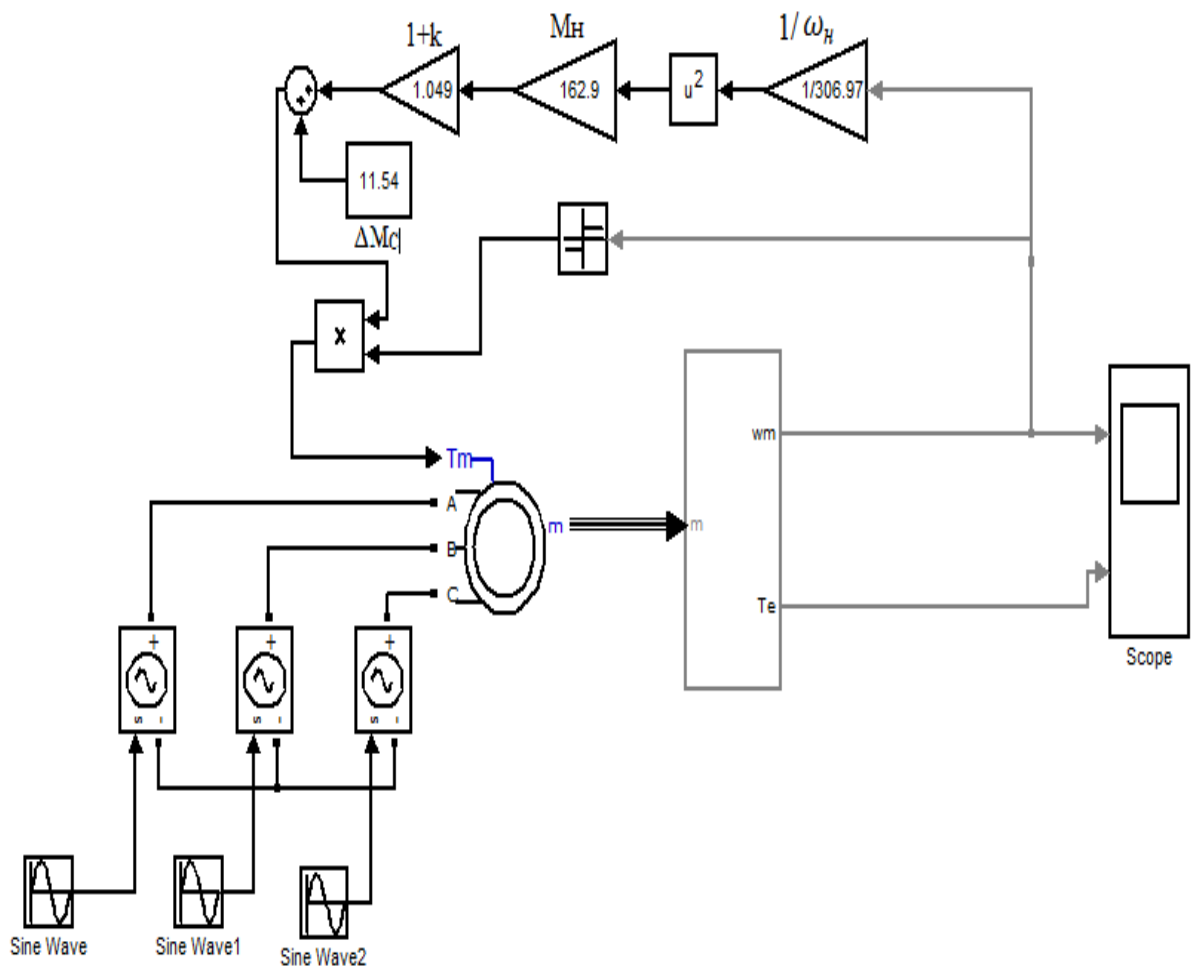 1+k
Mн
1/ωH
1.049
162.9
u2
1/306.97
11.54
ΔMC|
x
Tm
wm
A
m
m
B
C
Te
+
+
+
s -
s -
s -
Scope
Sine Wave
Sine Wave1
Sine Wave2